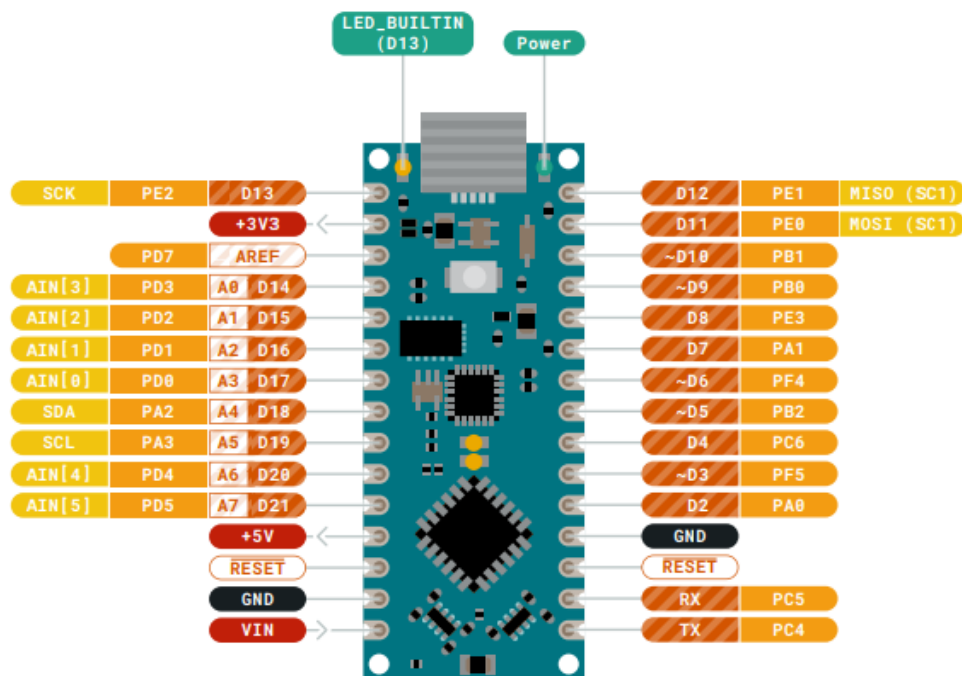 LED_BUILTIN
(D13)
Power
SCK PE2 D13
+3V3
PD7 AREF
AIN[3] PD3 A0 D14
AIN[2] PD2 A1 D15
AIN[1] PD1 A2 D16
AIN[0] PD0 A3 D17
SDA PA2 A4 D18
SCL PA3 A5 D19
AIN[4] PD4 A6 D20
AIN[5] PD5 A7 D21
+5V
RESET
GND
VIN
D12 PE1 MISO (SC1)
D11 PE0 MOSI (SC1)
~D10 PB1
~D9 PB0
D8 PE3
D7 PA1
~D6 PF4
~D5 PB2
D4 PC6
~D3 PF5
D2 PA0
GND
RESET
RX PC5
TX PC4